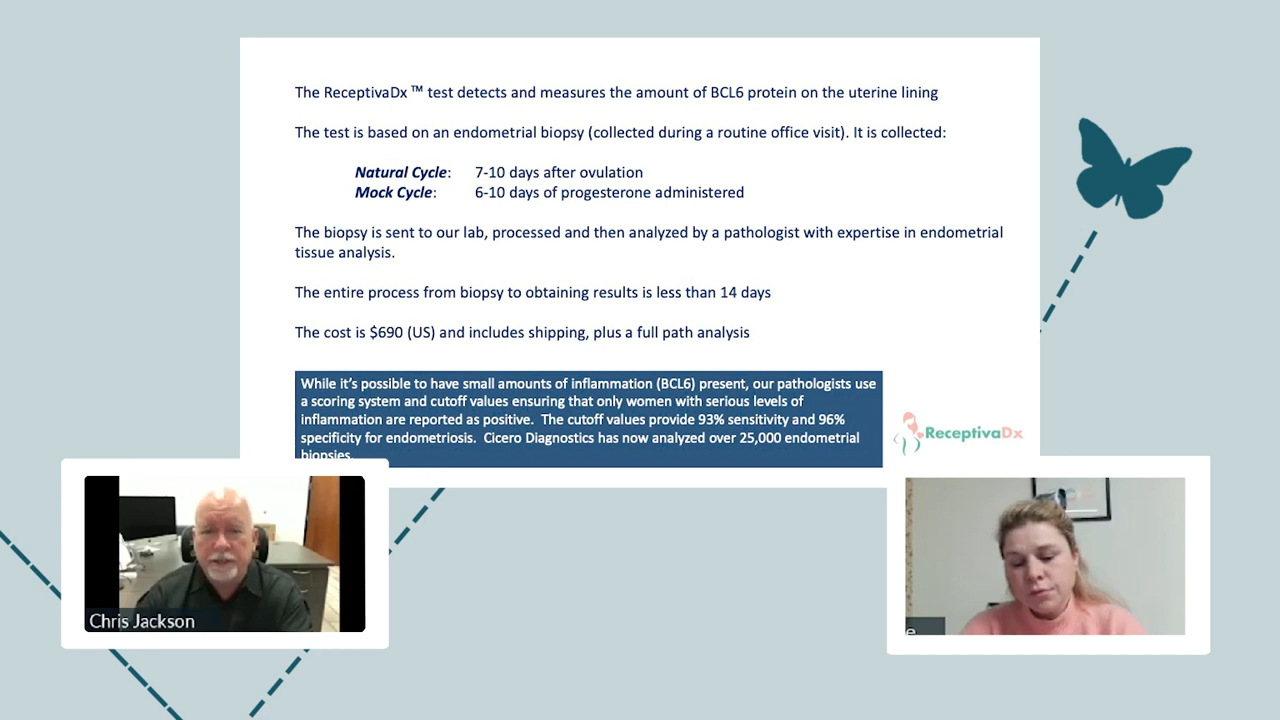 The ReceptivaDx ™ test detects and measures the amount of BCL6 protein on the uterine lining
The test is based on an endometrial biopsy (collected during a routine office visit). It is collected:
Natural Cycle: 7-10 days after ovulation
Mock Cycle: 6-10 days of progesterone administered
The biopsy is sent to our lab, processed and then analyzed by a pathologist with expertise in endometrial
tissue analysis.
The entire process from biopsy to obtaining results is less than 14 days
The cost is $690 (US) and includes shipping, plus a full path analysis
While it’s possible to have small amounts of inflammation (BCL6) present, our pathologists use
a scoring system and cutoff values ensuring that only women with serious levels of
inflammation are reported as positive. The cutoff values provide 93% sensitivity and 96%
specificity for endometriosis. Cicero Diagnostics has now analyzed over 25,000 endometrial
biopsies.
ReceptivaDx
Chris Jackson
e